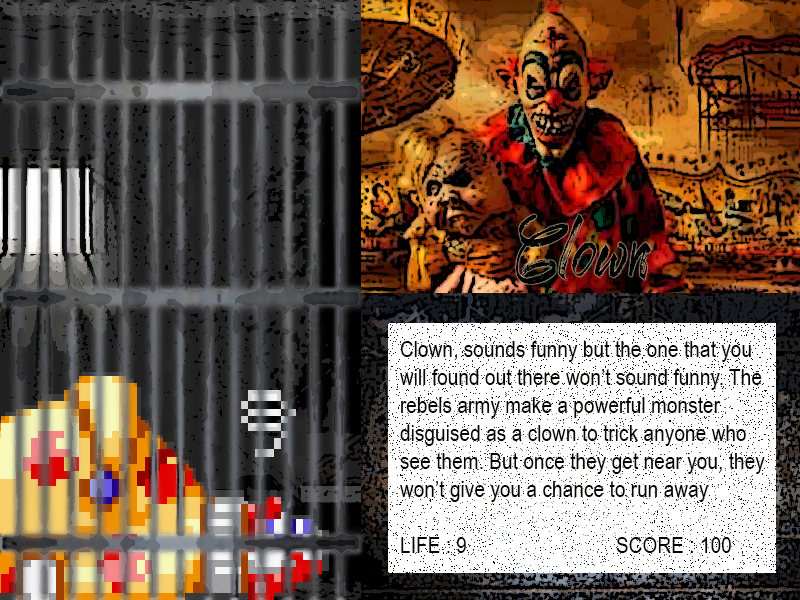 Clown
Clown, sounds funny but the one that you
will found out there won't sound funny. The
rebels army make a powerful monster
disguised as a clown to trick anyone who
see them. But once they get near you, they
won't give you a chance to run away
LIFE : 9 SCORE : 100